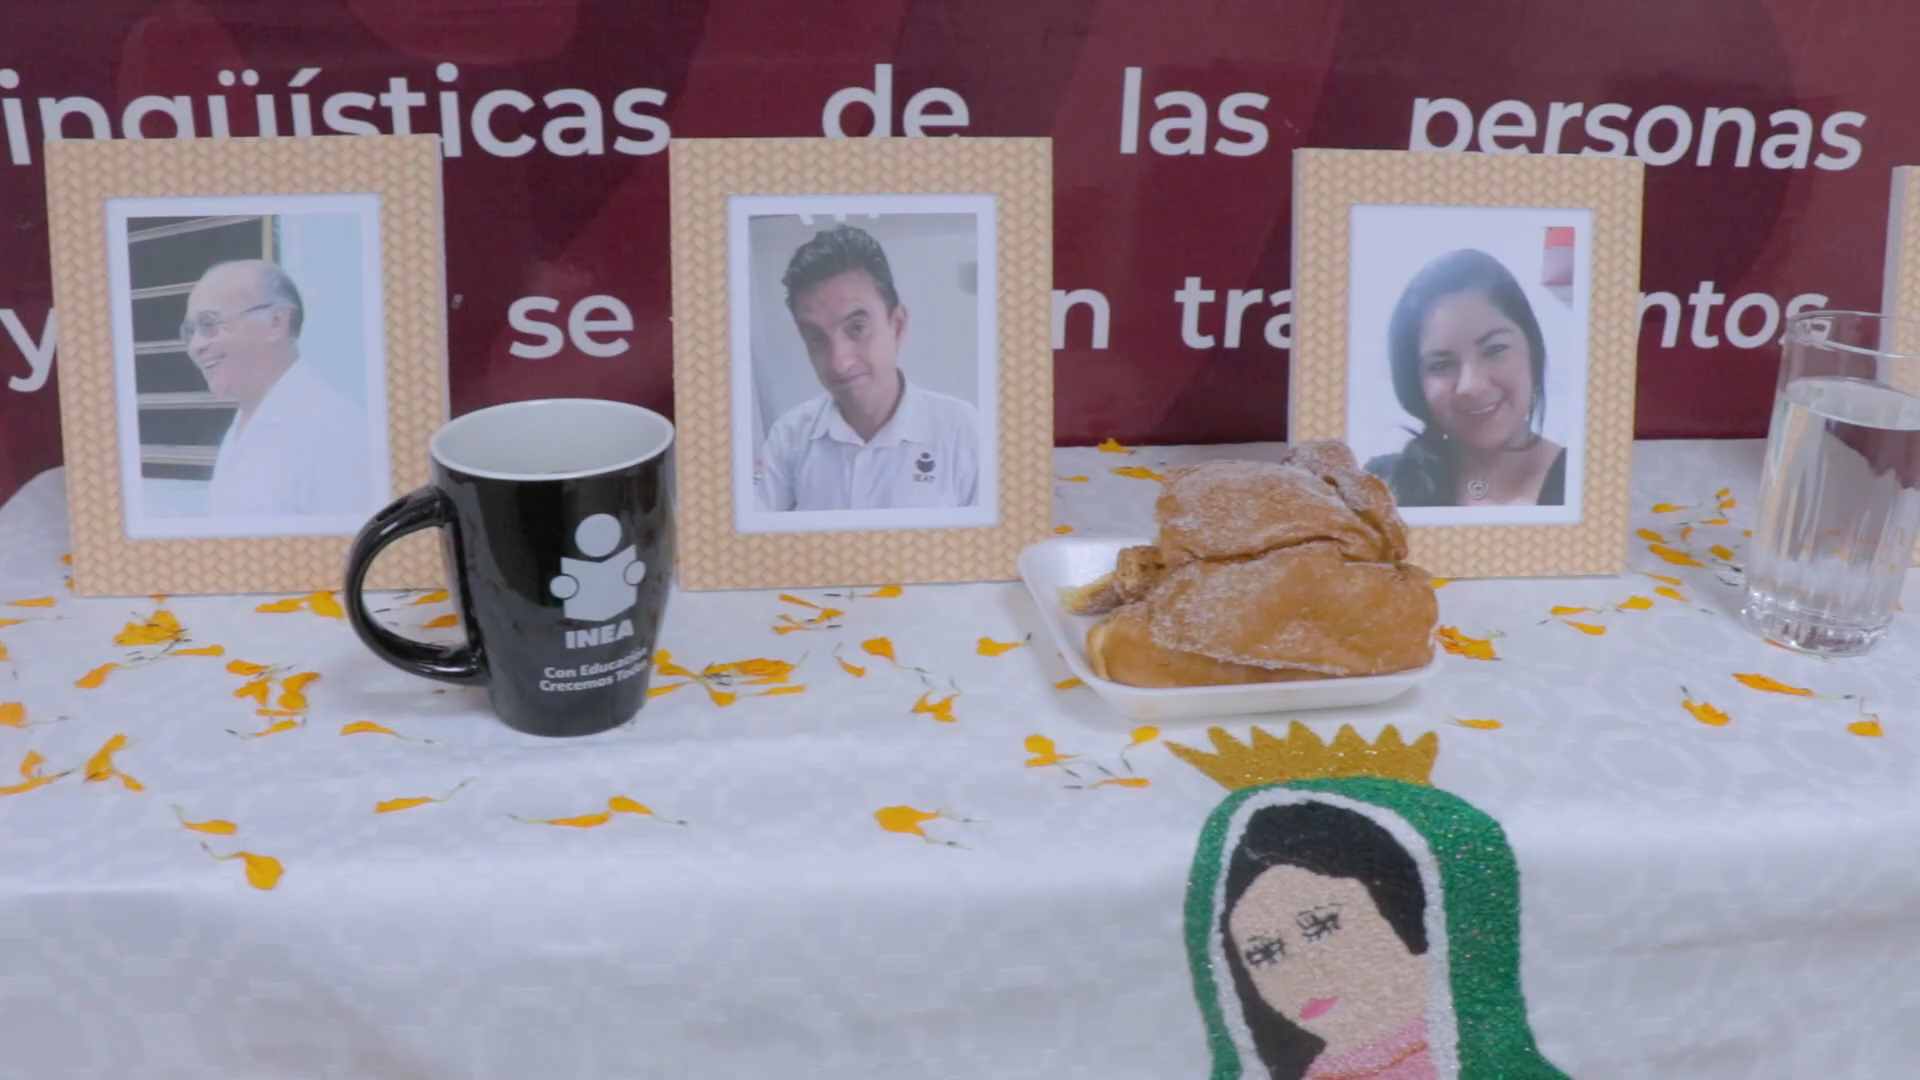 ingüísticas de las personas
y se n tra ntos
INEA
Con Educación
Crecemos Todos